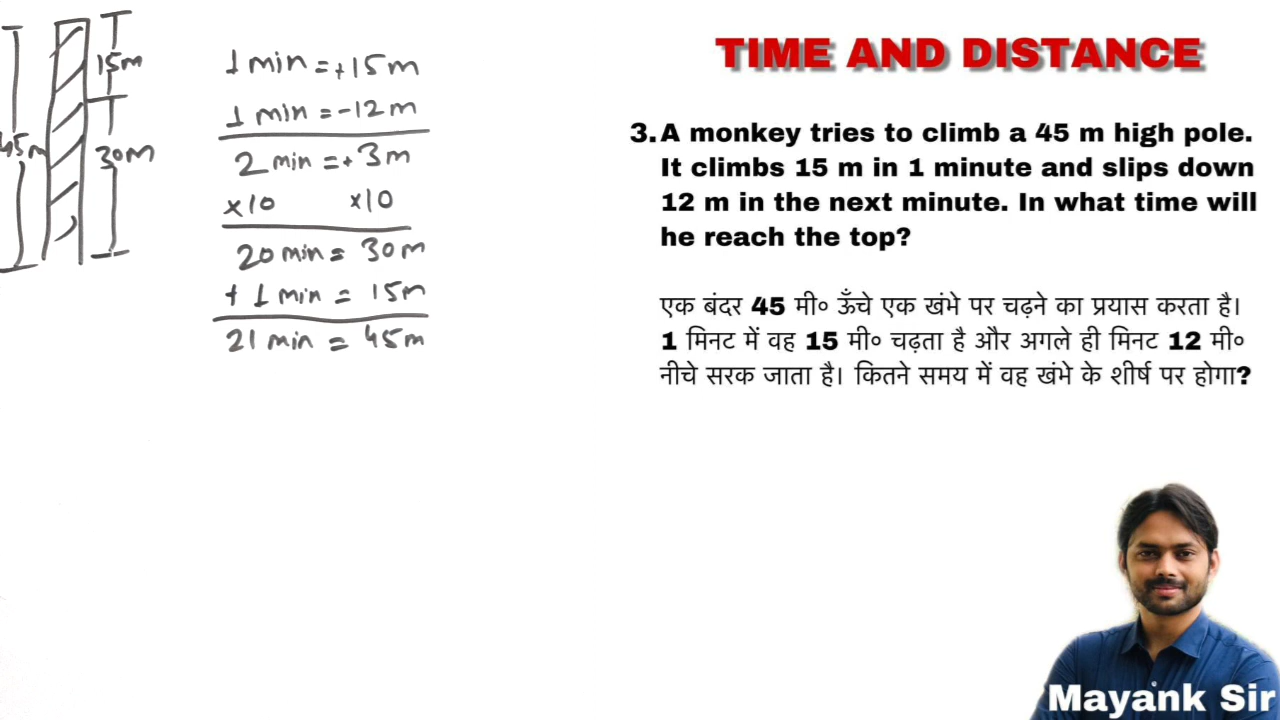 15m
45m
30m
1 min = +15m
1 min = -12m
2 min = +3m
×10 ×10
20 min = 30m
+ 1 min = 15m
21 min = 45m
TIME AND DISTANCE
3. A monkey tries to climb a 45 m high pole.
It climbs 15 m in 1 minute and slips down
12 m in the next minute. In what time will
he reach the top?
एक बंदर 45 मी० ऊँचे एक खंभे पर चढ़ने का प्रयास करता है।
1 मिनट में वह 15 मी० चढ़ता है और अगले ही मिनट 12 मी०
नीचे सरक जाता है। कितने समय में वह खंभे के शीर्ष पर होगा?
Mayank Sir